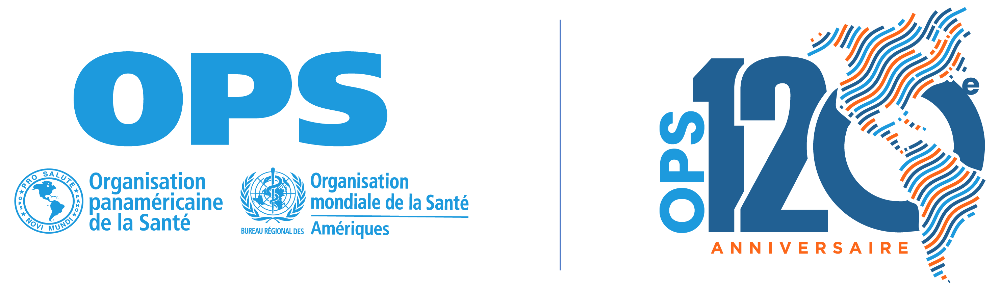 OPS
PRO SALUTE
OPS
PAHO
NOVI MUNDI
Organisation
panaméricaine
de la Santé
BUREAU RÉGIONAL DES
Organisation
mondiale de la Santé
Amériques
OPS
120e
ANNIVERSAIRE